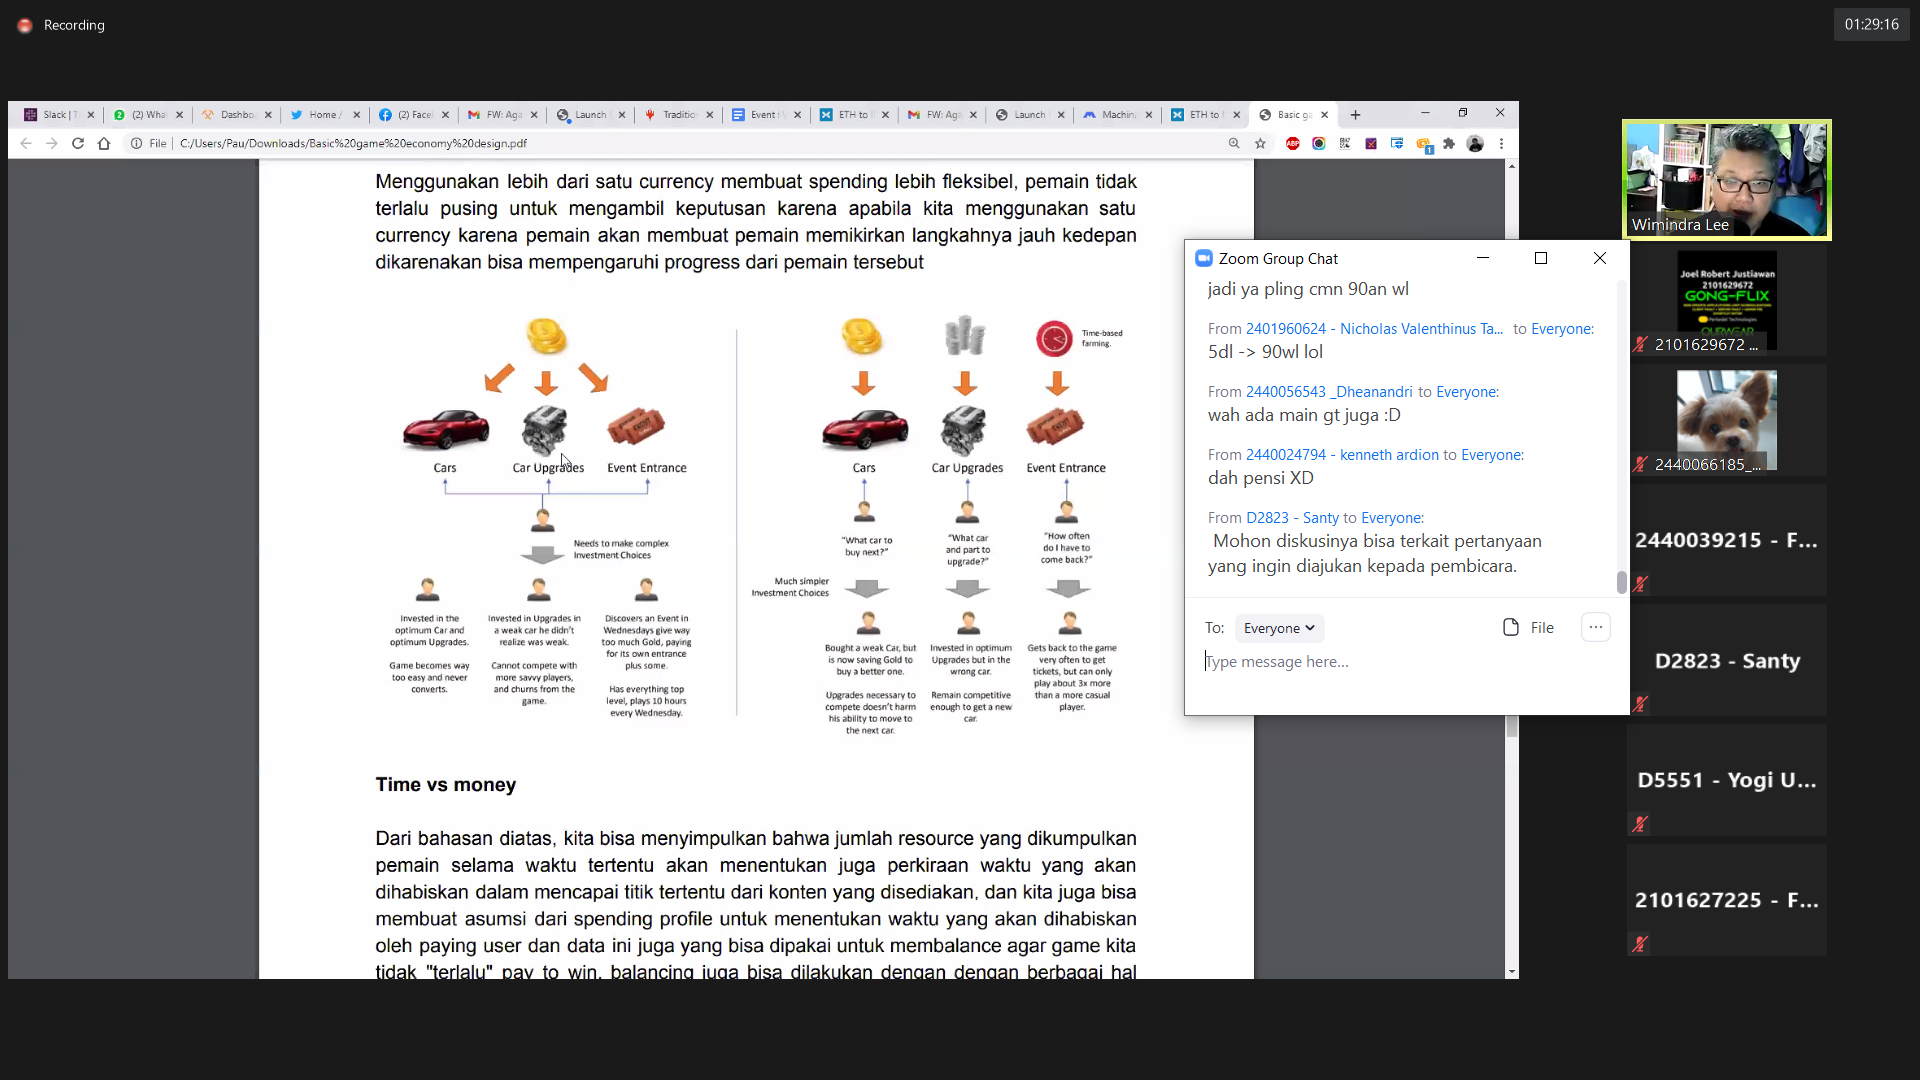 Recording
01:29:16
Slack | T
(2) Wha
Dashbo
Home /
(2) Face
FW: Aga
Launch
Traditio
Event
ETH to
FW: Aga
Launch
Machin
ETH to
Basic ga
File
C:/Users/Pau/Downloads/Basic%20game%20economy%20design.pdf
Menggunakan lebih dari satu currency membuat spending lebih fleksibel, pemain tidak
terlalu pusing untuk mengambil keputusan karena apabila kita menggunakan satu
currency karena pemain akan membuat pemain memikirkan langkahnya jauh kedepan
dikarenakan bisa mempengaruhi progress dari pemain tersebut
Cars
Car Upgrades
Event Entrance
Needs to make complex
Investment Choices
Invested in the
optimum Car and
optimum Upgrades.
Game becomes way
too easy and never
converts.
Invested in Upgrades in
a weak car he didn't
realize was weak.
Cannot compete with
more savvy players,
and churns from the
game.
Discovers an Event in
Wednesdays give way
too much Gold, paying
for its own entrance
plus some.
Has everything top
level, plays 10 hours
every Wednesday.
Time-based
farming.
Cars
Car Upgrades
Event Entrance
"What car to
buy next?"
"What car
and part to
upgrade?"
"How often
do I have to
come back?"
Much simpler
Investment Choices
Bought a weak Car, but
is now saving Gold to
buy a better one.
Upgrades necessary to
compete doesn't harm
his ability to move to
the next car.
Invested in optimum
Upgrades but in the
wrong car.
Remain competitive
enough to get a new
car.
Gets back to the game
very often to get
tickets, but can only
play about 3x more
than a more casual
player.
Time vs money
Dari bahasan diatas, kita bisa menyimpulkan bahwa jumlah resource yang dikumpulkan
pemain selama waktu tertentu akan menentukan juga perkiraan waktu yang akan
dihabiskan dalam mencapai titik tertentu dari konten yang disediakan, dan kita juga bisa
membuat asumsi dari spending profile untuk menentukan waktu yang akan dihabiskan
oleh paying user dan data ini juga yang bisa dipakai untuk membalance agar game kita
tidak "terlalu" pay to win, balancing juga bisa dilakukan dengan dengan berbagai hal
Zoom Group Chat
jadi ya pling cmn 90an wl
From 2401960624 - Nicholas Valenthinus Ta... to Everyone:
5dl -> 90wl lol
From 2440056543 _Dheanandri to Everyone:
wah ada main gt juga :D
From 2440024794 - kenneth ardion to Everyone:
dah pensi XD
From D2823 - Santy to Everyone:
Mohon diskusinya bisa terkait pertanyaan
yang ingin diajukan kepada pembicara.
To: Everyone
File
Type message here...
Wimindra Lee
Joel Robert Justiawan
2101629672
GONG-FLIX
2101629672 ...
2440066185_...
2440039215 - F...
D2823 - Santy
D5551 - Yogi U...
2101627225 - F...